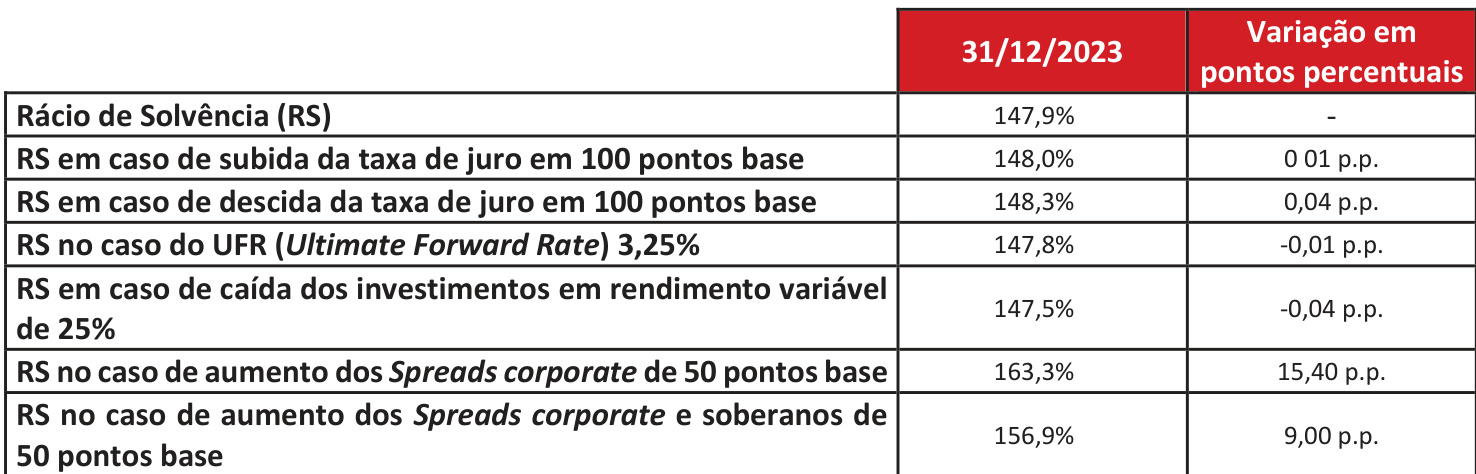 31/12/2023
Variação em
pontos percentuais
Rácio de Solvência (RS) 147,9% -
RS em caso de subida da taxa de juro em 100 pontos base 148,0% 0 01 p.p.
RS em caso de descida da taxa de juro em 100 pontos base 148,3% 0,04 p.p.
RS no caso do UFR (Ultimate Forward Rate) 3,25% 147,8% -0,01 p.p.
RS em caso de caída dos investimentos em rendimento variável
de 25% 147,5% -0,04 p.p.
RS no caso de aumento dos Spreads corporate de 50 pontos base 163,3% 15,40 p.p.
RS no caso de aumento dos Spreads corporate e soberanos de
50 pontos base 156,9% 9,00 p.p.